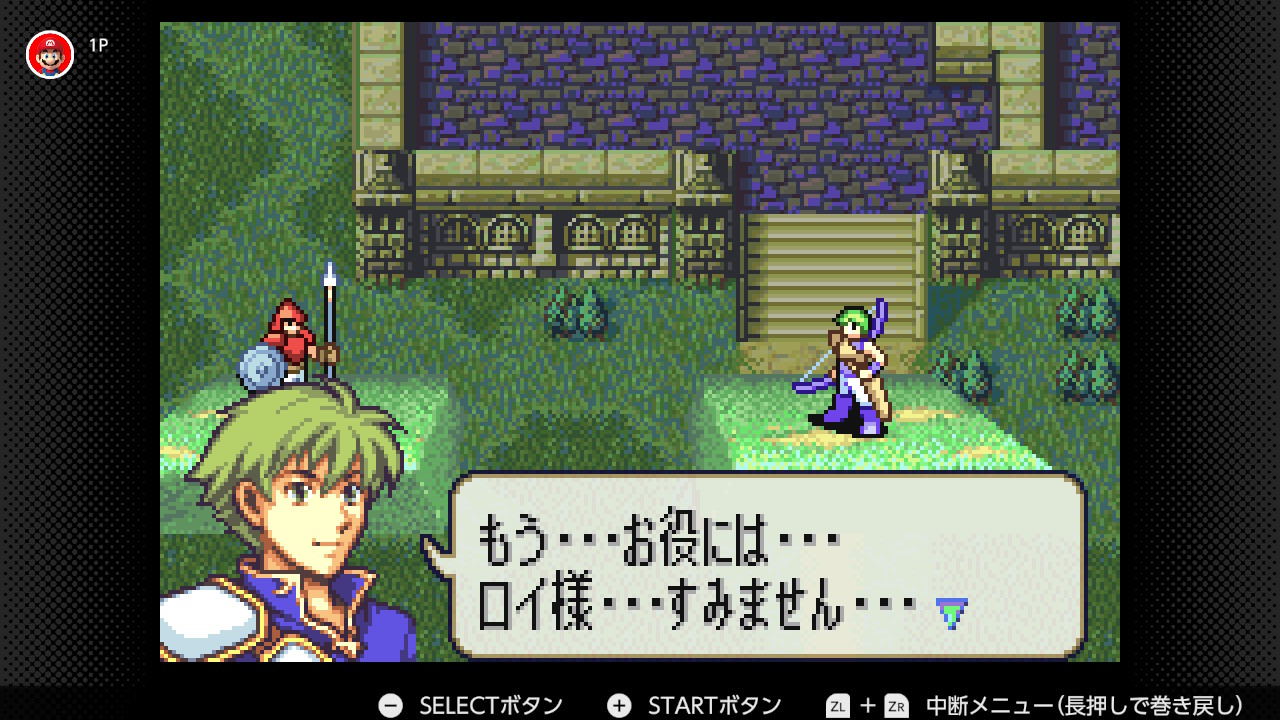 1P
もう・・・お役には・・・
ロイ様・・・すみません・・・
SELECTボタン
STARTボタン
ZL + ZR 中断メニュー(長押しで巻き戻し)